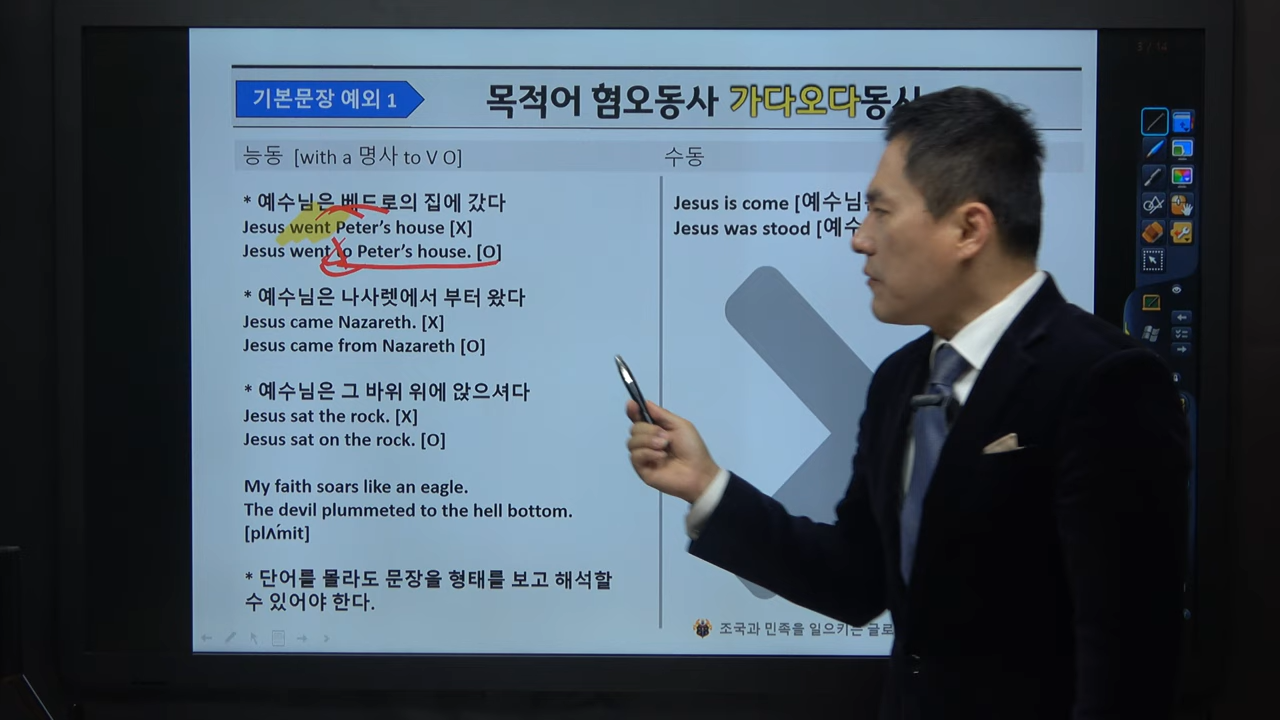 3 / 14
기본문장 예외 1
목적어 혐오동사 가다오다동사
능동 [with a 명사 to V O]
수동
* 예수님은 베드로의 집에 갔다
Jesus went Peter's house [X]
Jesus went to Peter's house. [O]
* 예수님은 나사렛에서 부터 왔다
Jesus came Nazareth. [X]
Jesus came from Nazareth [O]
* 예수님은 그 바위 위에 앉으셔다
Jesus sat the rock. [X]
Jesus sat on the rock. [O]
My faith soars like an eagle.
The devil plummeted to the hell bottom.
[plʌ́mit]
* 단어를 몰라도 문장을 형태를 보고 해석할
수 있어야 한다.
Jesus is come [예수님은
Jesus was stood [예수
조국과 민족을 일으키는 글로